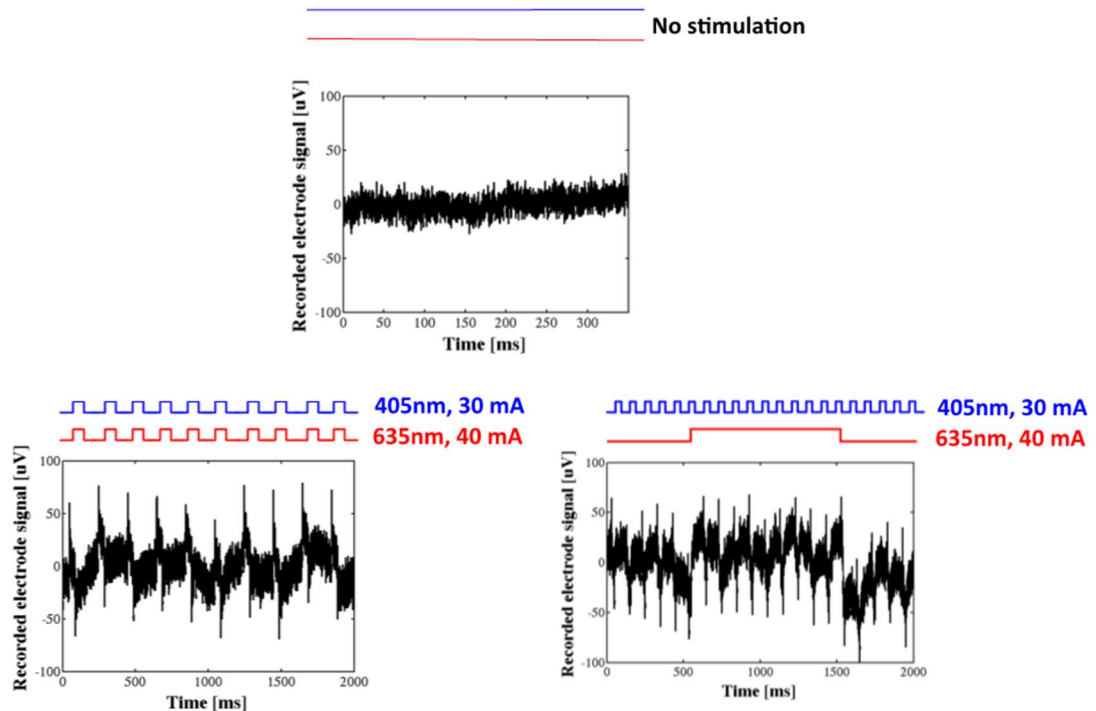 No stimulation
Recorded electrode signal [uV]
100
50
0
-50
-100
0 50 100 150 200 250 300
Time [ms]
405nm, 30 mA
635nm, 40 mA
Recorded electrode signal [uV]
100
50
0
-50
-100
0 500 1000 1500 2000
Time [ms]
405nm, 30 mA
635nm, 40 mA
Recorded electrode signal [uV]
100
50
0
-50
-100
0 500 1000 1500 2000
Time [ms]